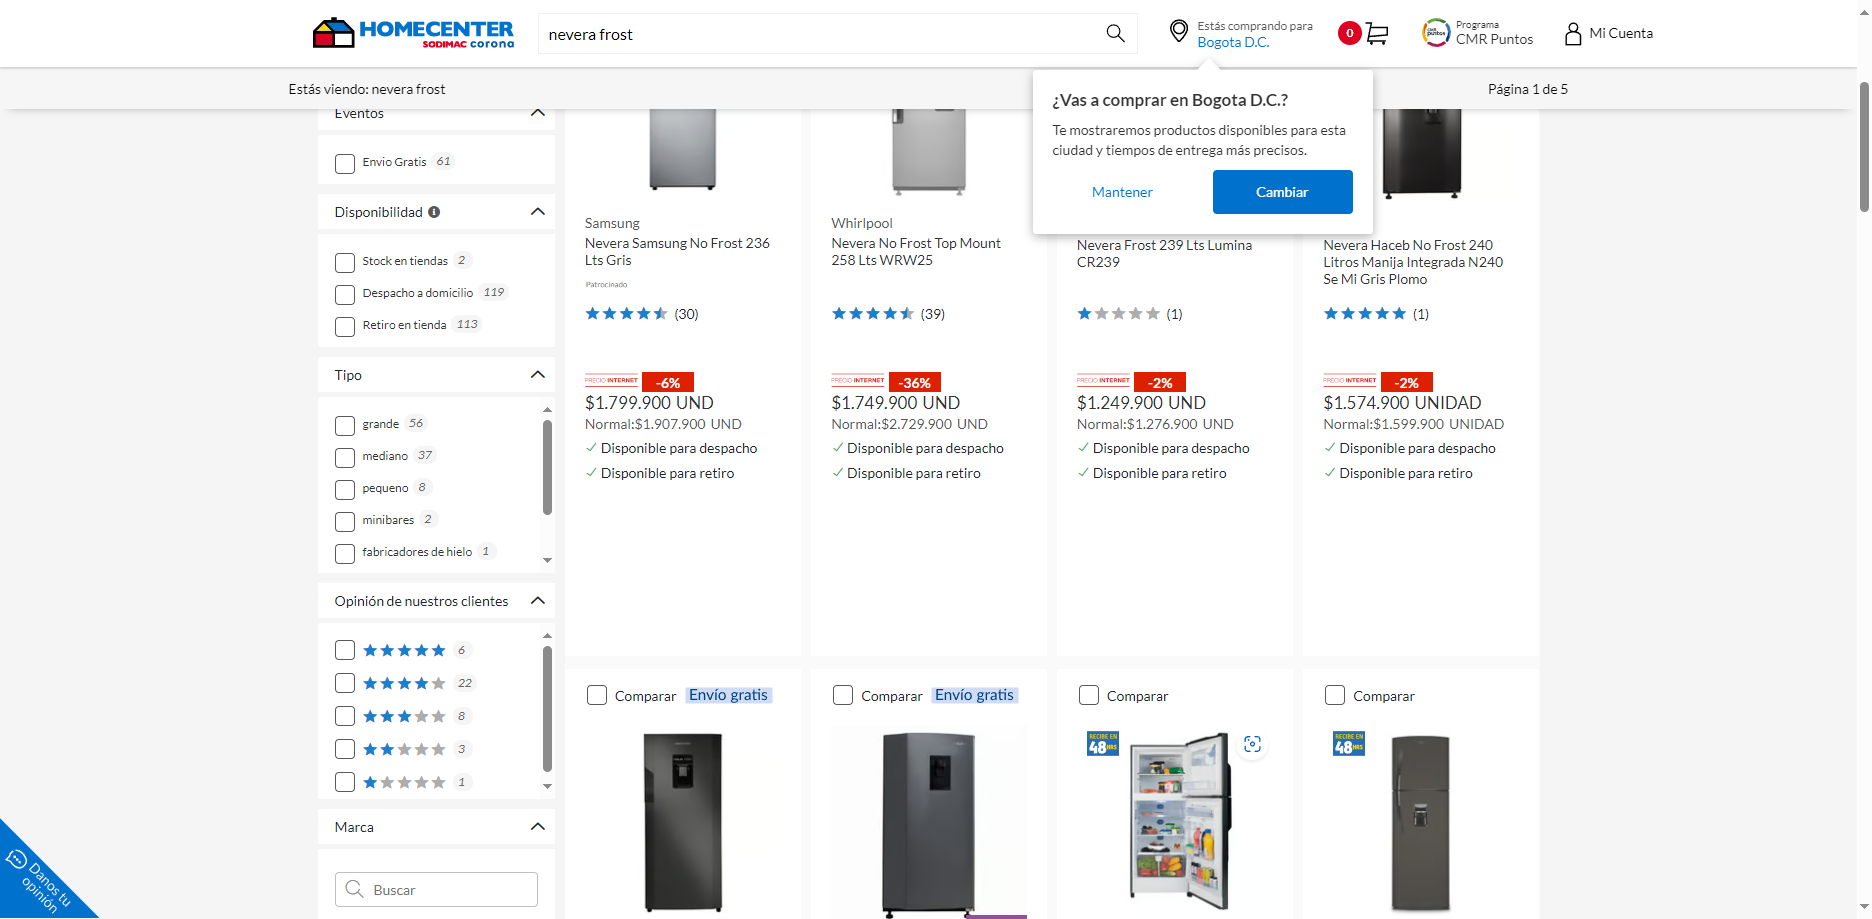 HOMECENTER
SODIMAC corona
nevera frost
Estás comprando para
Bogota D.C.
0
Programa
CMR Puntos
Mi Cuenta
Estás viendo: nevera frost
Página 1 de 5
¿Vas a comprar en Bogota D.C.?
Te mostraremos productos disponibles para esta
ciudad y tiempos de entrega más precisos.
Mantener
Cambiar
Eventos
Envio Gratis 61
Disponibilidad
Stock en tiendas 2
Despacho a domicilio 119
Retiro en tienda 113
Tipo
grande 56
mediano 37
pequeno 8
minibares 2
fabricadores de hielo 1
Opinión de nuestros clientes
6
22
8
3
1
Marca
Buscar
Danos tu
opinión
Samsung
Nevera Samsung No Frost 236
Lts Gris
Patrocinado
(30)
PRECIO INTERNET -6%
$1.799.900 UND
Normal:$1.907.900 UND
Disponible para despacho
Disponible para retiro
Whirlpool
Nevera No Frost Top Mount
258 Lts WRW25
(39)
PRECIO INTERNET -36%
$1.749.900 UND
Normal:$2.729.900 UND
Disponible para despacho
Disponible para retiro
Nevera Frost 239 Lts Lumina
CR239
(1)
PRECIO INTERNET -2%
$1.249.900 UND
Normal:$1.276.900 UND
Disponible para despacho
Disponible para retiro
Nevera Haceb No Frost 240
Litros Manija Integrada N240
Se Mi Gris Plomo
(1)
PRECIO INTERNET -2%
$1.574.900 UNIDAD
Normal:$1.599.900 UNIDAD
Disponible para despacho
Disponible para retiro
Comparar Envío gratis
Comparar Envío gratis
Comparar
RECIBE EN
48HRS
Comparar
RECIBE EN
48HRS